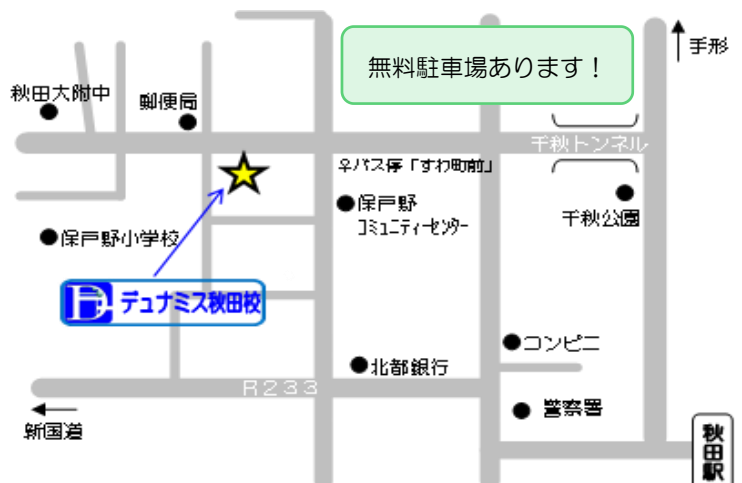 無料駐車場あります！
手形
秋田大附中
郵便局
千秋トンネル
バス停「すわ町前」
保戸野
コミュニティーセンター
千秋公園
保戸野小学校
デュナミス秋田校
コンビニ
北都銀行
R233
警察署
新国道
秋田駅